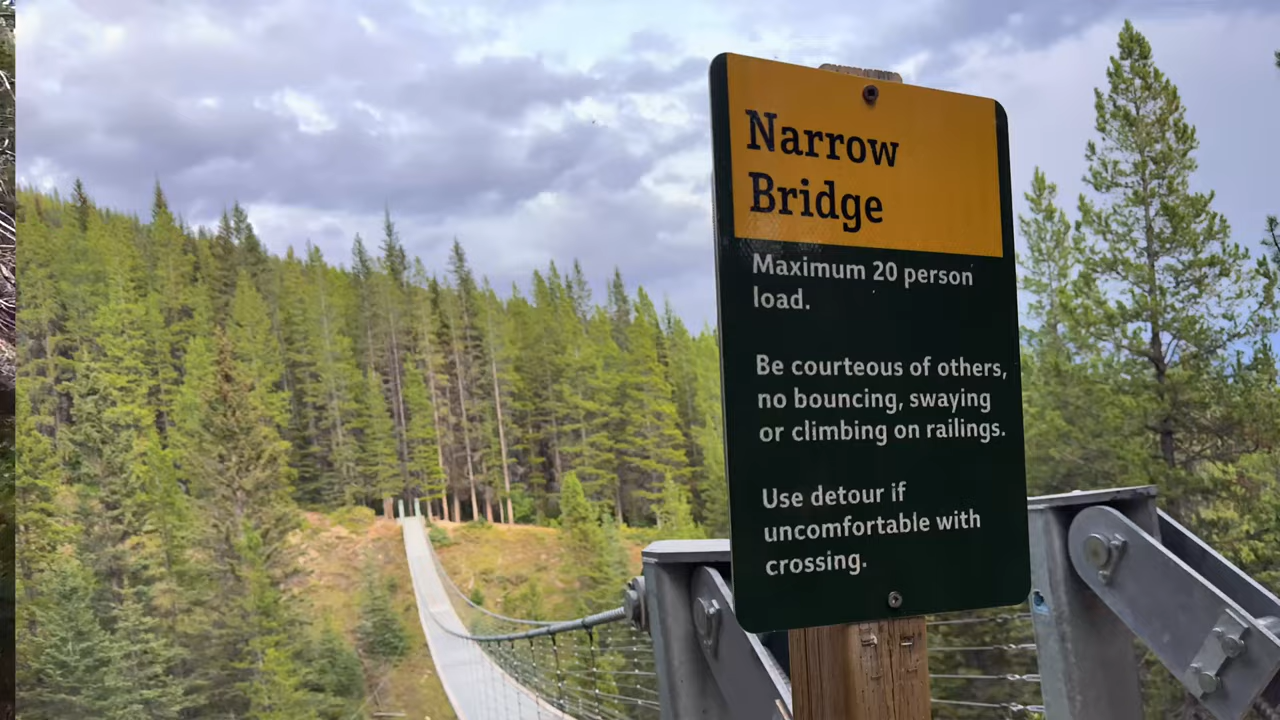 Narrow
Bridge
Maximum 20 person
load.
Be courteous of others,
no bouncing, swaying
or climbing on railings.
Use detour if
uncomfortable with
crossing.